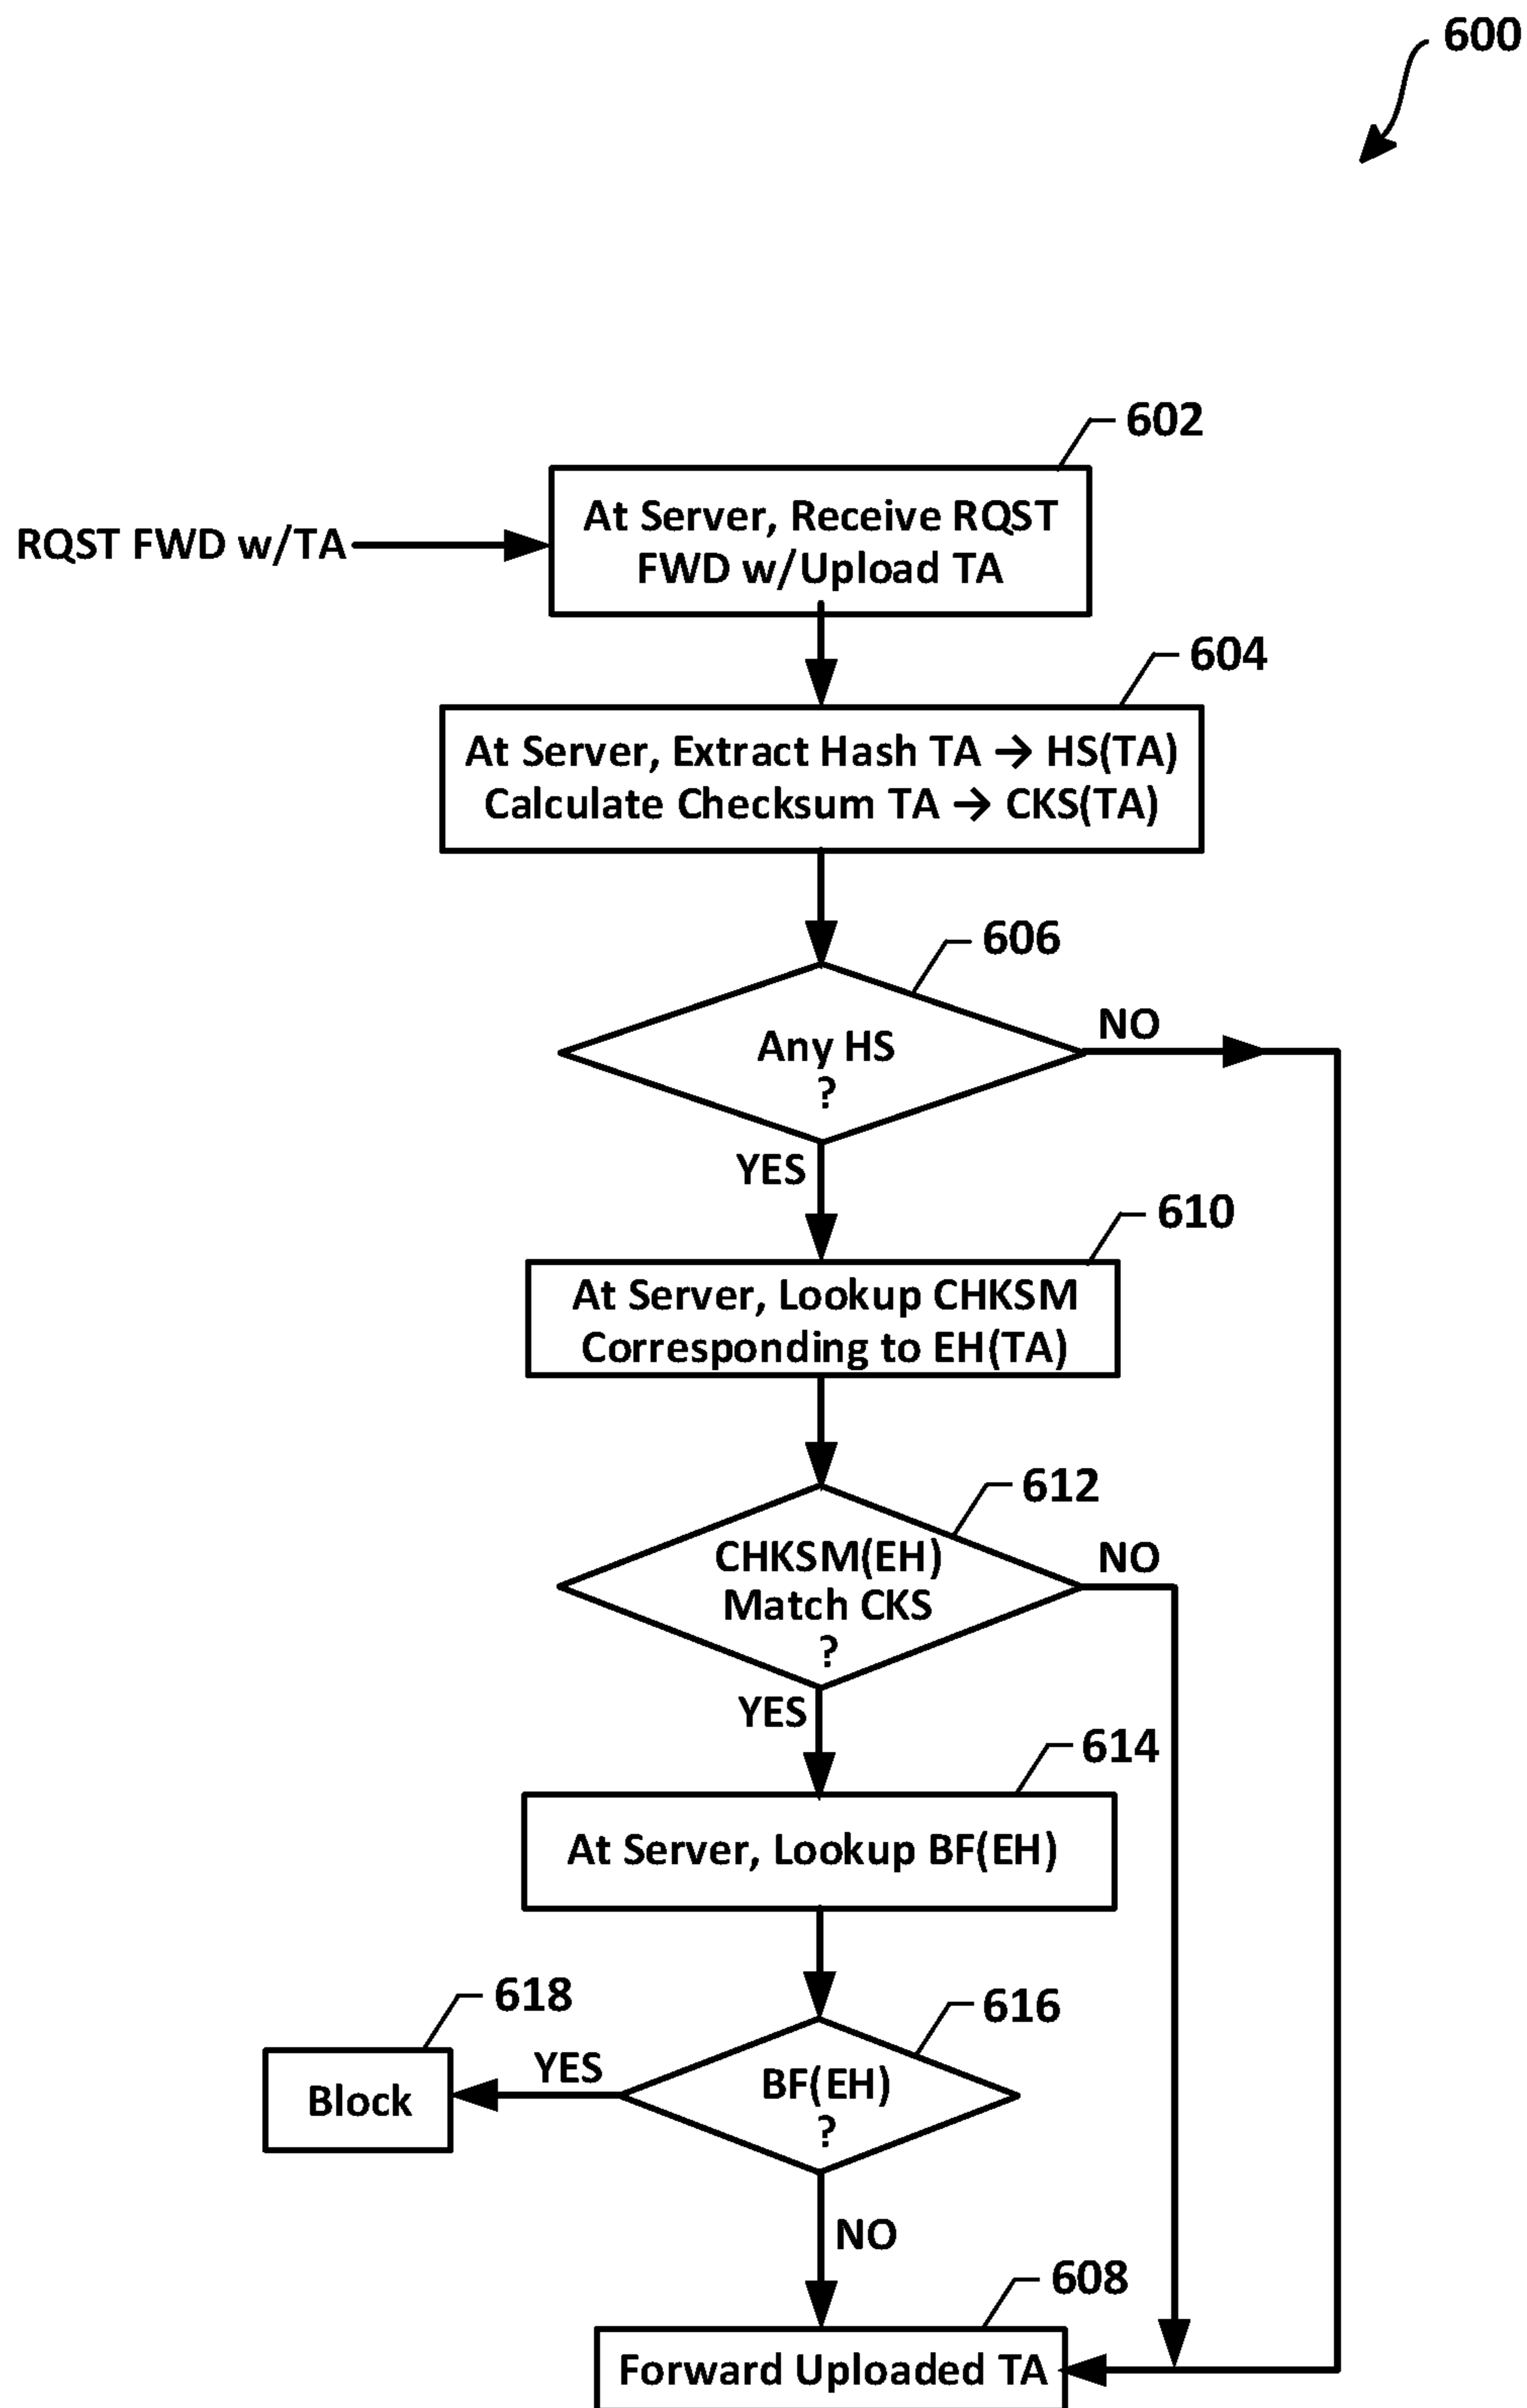 600
602
RQST FWD w/TA
At Server, Receive RQST
FWD w/Upload TA
604
At Server, Extract Hash TA → HS(TA)
Calculate Checksum TA → CKS(TA)
606
Any HS
?
NO
YES
610
At Server, Lookup CHKSM
Corresponding to EH(TA)
612
CHKSM(EH)
Match CKS
?
NO
YES
614
At Server, Lookup BF(EH)
618
616
Block
YES
BF(EH)
?
NO
608
Forward Uploaded TA